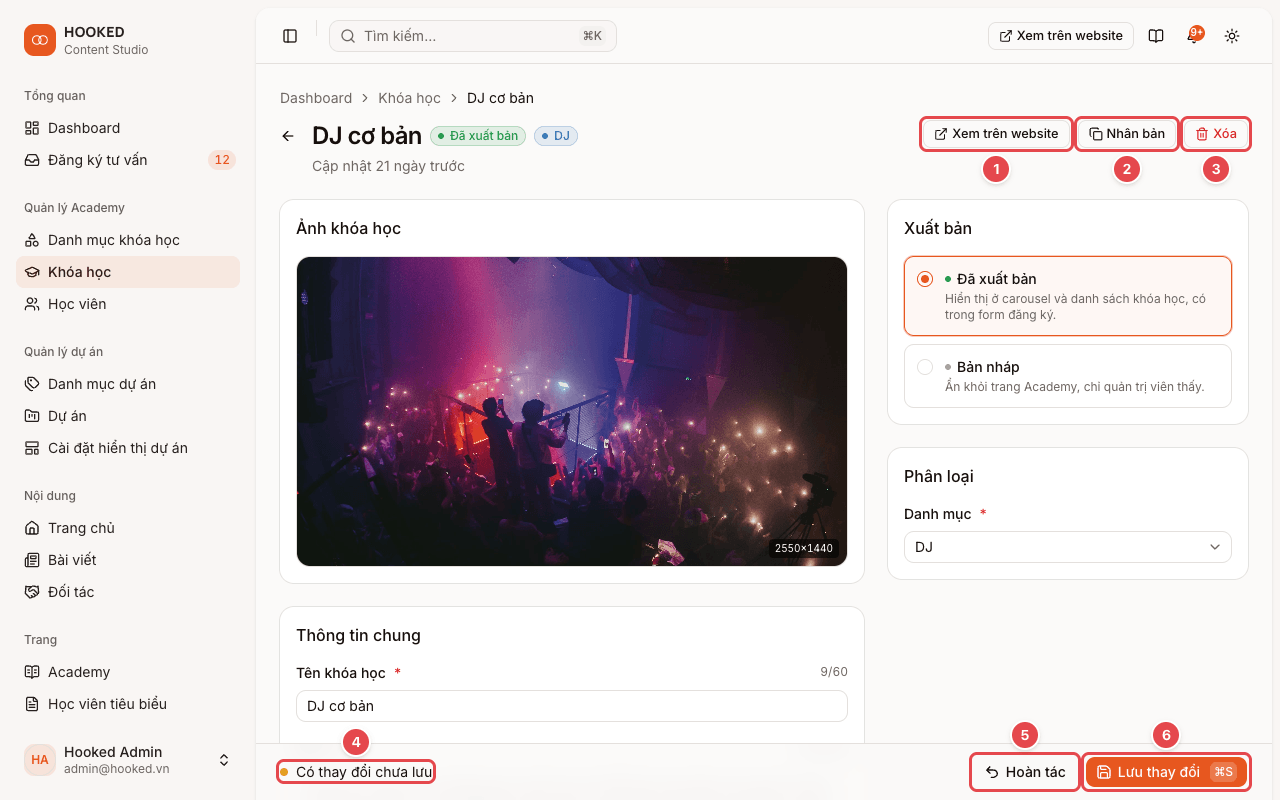 HOOKED
Content Studio
Tổng quan
Dashboard
Đăng ký tư vấn 12
Quản lý Academy
Danh mục khóa học
Khóa học
Học viên
Quản lý dự án
Danh mục dự án
Dự án
Cài đặt hiển thị dự án
Nội dung
Trang chủ
Bài viết
Đối tác
Trang
Academy
Học viên tiêu biểu
HA
Hooked Admin
admin@hooked.vn
Tìm kiếm... ⌘K
Xem trên website
9+
Dashboard > Khóa học > DJ cơ bản
DJ cơ bản
Đã xuất bản
DJ
Cập nhật 21 ngày trước
Xem trên website
Nhân bản
Xóa
1
2
3
Ảnh khóa học
2550×1440
Thông tin chung
Tên khóa học *
9/60
DJ cơ bản
Xuất bản
Đã xuất bản
Hiển thị ở carousel và danh sách khóa học, có
trong form đăng ký.
Bản nháp
Ẩn khỏi trang Academy, chỉ quản trị viên thấy.
Phân loại
Danh mục *
DJ
4
Có thay đổi chưa lưu
5
Hoàn tác
6
Lưu thay đổi ⌘S